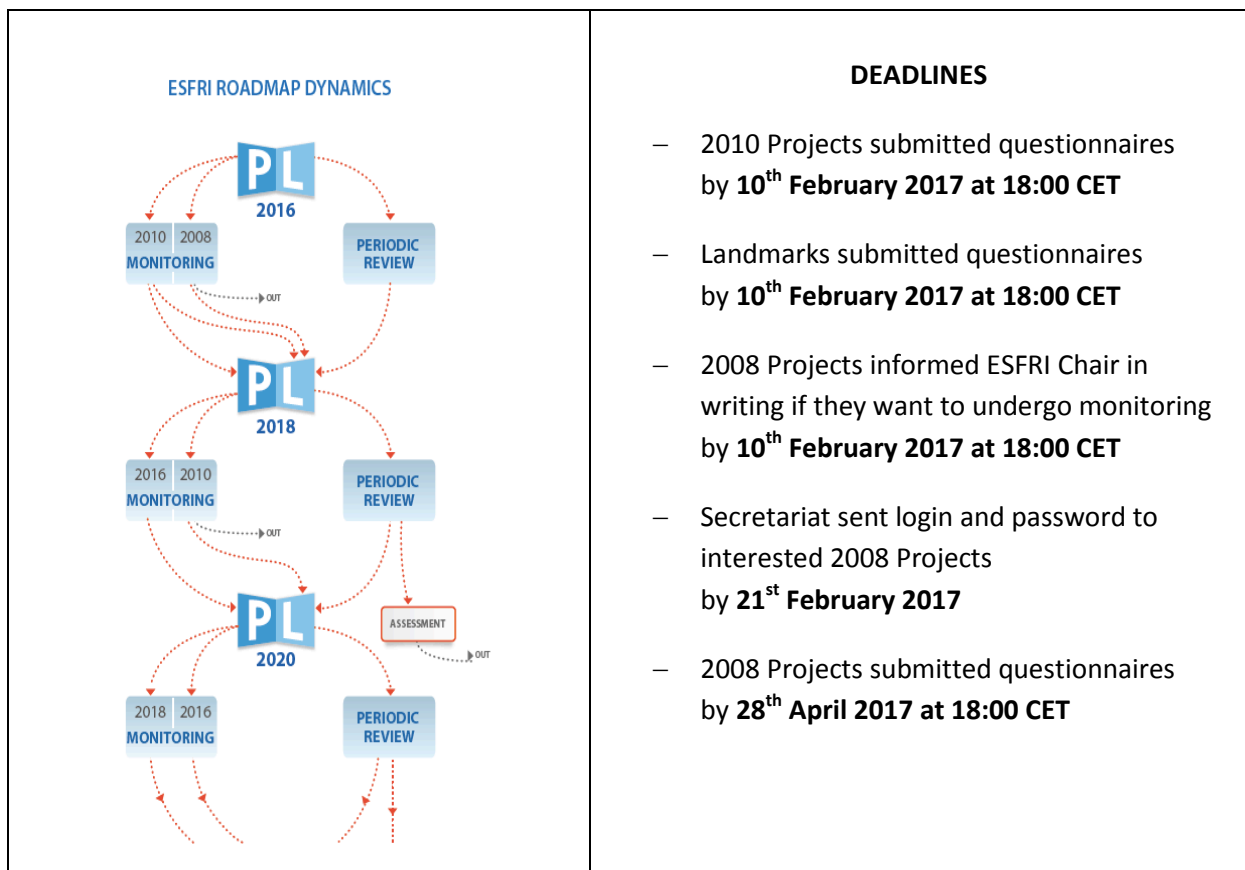 ESFRI ROADMAP DYNAMICS
PL
2016
2010 2008
MONITORING
PERIODIC
REVIEW
OUT
PL
2018
2016 2010
MONITORING
PERIODIC
REVIEW
OUT
PL
2020
ASSESSMENT
OUT
2018 2016
MONITORING
PERIODIC
REVIEW
DEADLINES
– 2010 Projects submitted questionnaires
by 10th February 2017 at 18:00 CET
– Landmarks submitted questionnaires
by 10th February 2017 at 18:00 CET
– 2008 Projects informed ESFRI Chair in
writing if they want to undergo monitoring
by 10th February 2017 at 18:00 CET
– Secretariat sent login and password to
interested 2008 Projects
by 21st February 2017
– 2008 Projects submitted questionnaires
by 28th April 2017 at 18:00 CET